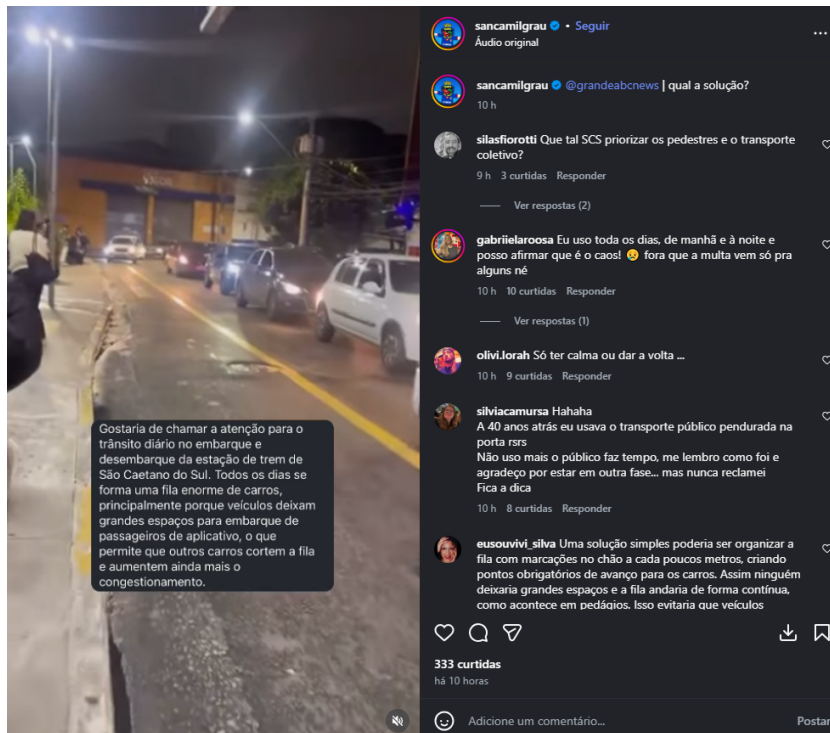 sancamilgrau • Seguir
Áudio original
sancamilgrau @grandeabcnews | qual a solução?
10 h
silasfiorotti Que tal SCS priorizar os pedestres e o transporte
coletivo?
9 h 3 curtidas Responder
Ver respostas (2)
gabriielaroosa Eu uso toda os dias, de manhã e à noite e
posso afirmar que é o caos! 😢 fora que a multa vem só pra
alguns né
10 h 10 curtidas Responder
Ver respostas (1)
olivi.lorah Só ter calma ou dar a volta ...
10 h 9 curtidas Responder
silviacamursa Hahaha
A 40 anos atrás eu usava o transporte público pendurada na
porta rsrs
Não uso mais o público faz tempo, me lembro como foi e
agradeço por estar em outra fase... mas nunca reclamei
Fica a dica
10 h 8 curtidas Responder
eusouvivi_silva Uma solução simples poderia ser organizar a
fila com marcações no chão a cada poucos metros, criando
pontos obrigatórios de avanço para os carros. Assim ninguém
deixaria grandes espaços e a fila andaria de forma contínua,
como acontece em pedágios. Isso evitaria que veículos
333 curtidas
há 10 horas
Adicione um comentário...
Postar
Gostaria de chamar a atenção para o
trânsito diário no embarque e
desembarque da estação de trem de
São Caetano do Sul. Todos os dias se
forma uma fila enorme de carros,
principalmente porque veículos deixam
grandes espaços para embarque de
passageiros de aplicativo, o que
permite que outros carros cortem a fila
e aumentem ainda mais o
congestionamento.